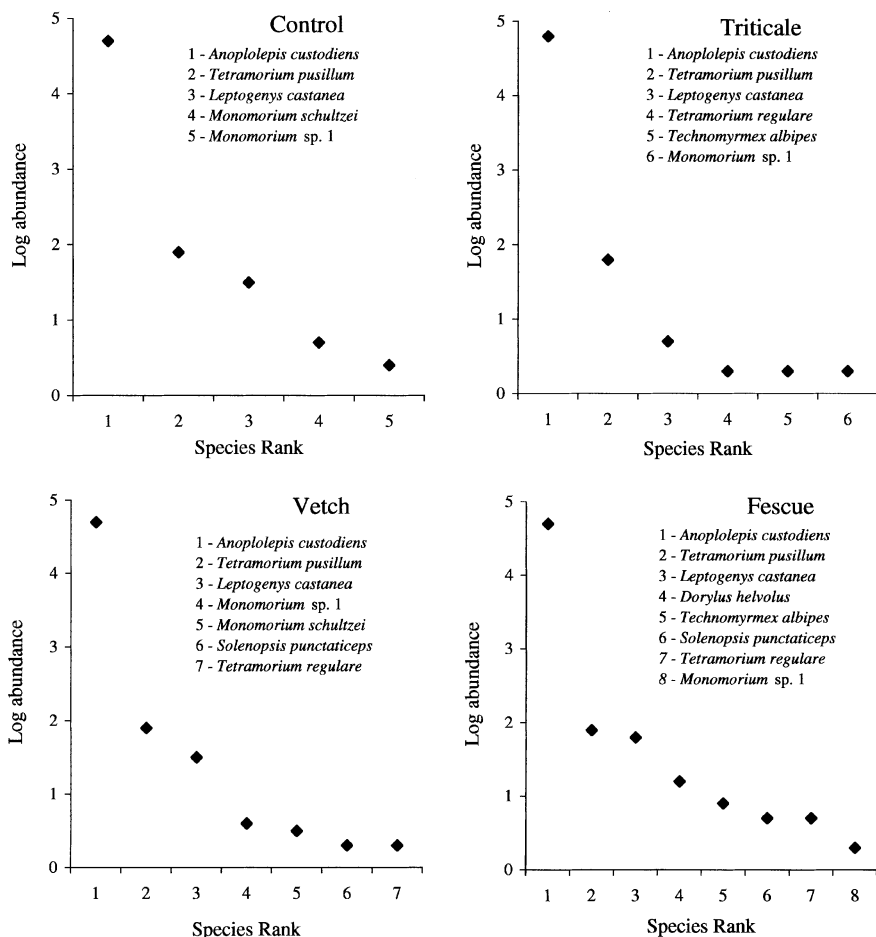 Control
1 - Anoplolepis custodiens
2 - Tetramorium pusillum
3 - Leptogenys castanea
4 - Monomorium schultzei
5 - Monomorium sp. 1
Log abundance
5
4
3
2
1
0
1 2 3 4 5
Species Rank
Triticale
1 - Anoplolepis custodiens
2 - Tetramorium pusillum
3 - Leptogenys castanea
4 - Tetramorium regulare
5 - Technomyrmex albipes
6 - Monomorium sp. 1
Log abundance
5
4
3
2
1
0
1 2 3 4 5 6
Species Rank
Vetch
1 - Anoplolepis custodiens
2 - Tetramorium pusillum
3 - Leptogenys castanea
4 - Monomorium sp. 1
5 - Monomorium schultzei
6 - Solenopsis punctaticeps
7 - Tetramorium regulare
Log abundance
5
4
3
2
1
0
1 2 3 4 5 6 7
Species Rank
Fescue
1 - Anoplolepis custodiens
2 - Tetramorium pusillum
3 - Leptogenys castanea
4 - Dorylus helvolus
5 - Technomyrmex albipes
6 - Solenopsis punctaticeps
7 - Tetramorium regulare
8 - Monomorium sp. 1
Log abundance
5
4
3
2
1
0
1 2 3 4 5 6 7 8
Species Rank